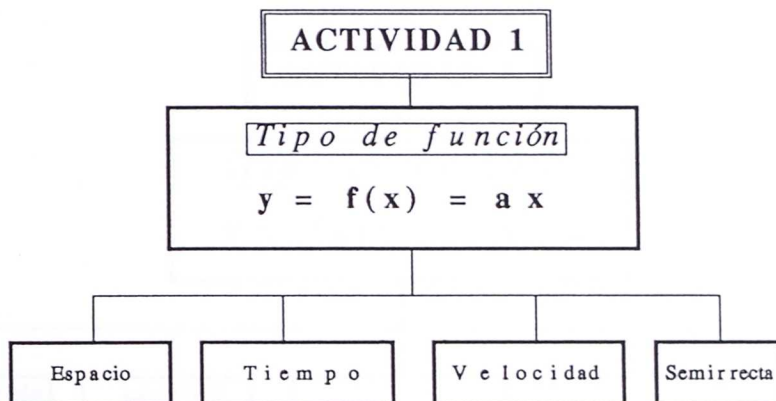 ACTIVIDAD 1
Tipo de función
y = f(x) = a x
Espacio Tiempo Velocidad Semirrecta